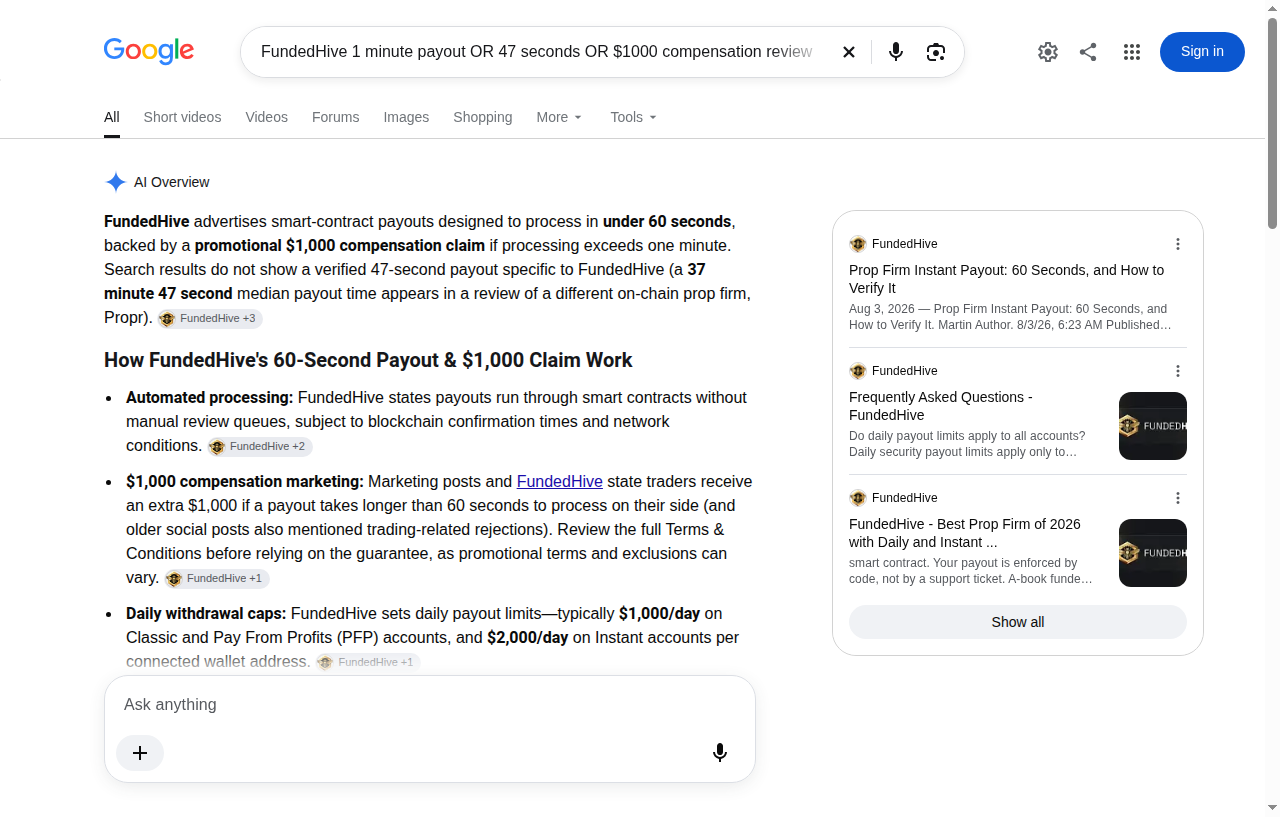 Google
FundedHive 1 minute payout OR 47 seconds OR $1000 compensation review
Sign in
All
Short videos
Videos
Forums
Images
Shopping
More
Tools
AI Overview
FundedHive advertises smart-contract payouts designed to process in under 60 seconds,
backed by a promotional $1,000 compensation claim if processing exceeds one minute.
Search results do not show a verified 47-second payout specific to FundedHive (a 37
minute 47 second median payout time appears in a review of a different on-chain prop firm,
Propr). FundedHive +3
How FundedHive's 60-Second Payout & $1,000 Claim Work
• Automated processing: FundedHive states payouts run through smart contracts without
manual review queues, subject to blockchain confirmation times and network
conditions. FundedHive +2
• $1,000 compensation marketing: Marketing posts and FundedHive state traders receive
an extra $1,000 if a payout takes longer than 60 seconds to process on their side (and
older social posts also mentioned trading-related rejections). Review the full Terms &
Conditions before relying on the guarantee, as promotional terms and exclusions can
vary. FundedHive +1
• Daily withdrawal caps: FundedHive sets daily payout limits—typically $1,000/day on
Classic and Pay From Profits (PFP) accounts, and $2,000/day on Instant accounts per
connected wallet address. FundedHive +1
Ask anything
FundedHive
Prop Firm Instant Payout: 60 Seconds, and How to
Verify It
Aug 3, 2026 — Prop Firm Instant Payout: 60 Seconds, and
How to Verify It. Martin Author. 8/3/26, 6:23 AM Published…
FundedHive
Frequently Asked Questions -
FundedHive
Do daily payout limits apply to all accounts?
Daily security payout limits apply only to…
FUNDEDH
FundedHive
FundedHive - Best Prop Firm of 2026
with Daily and Instant ...
smart contract. Your payout is enforced by
code, not by a support ticket. A-book funde…
FUNDEDH
Show all